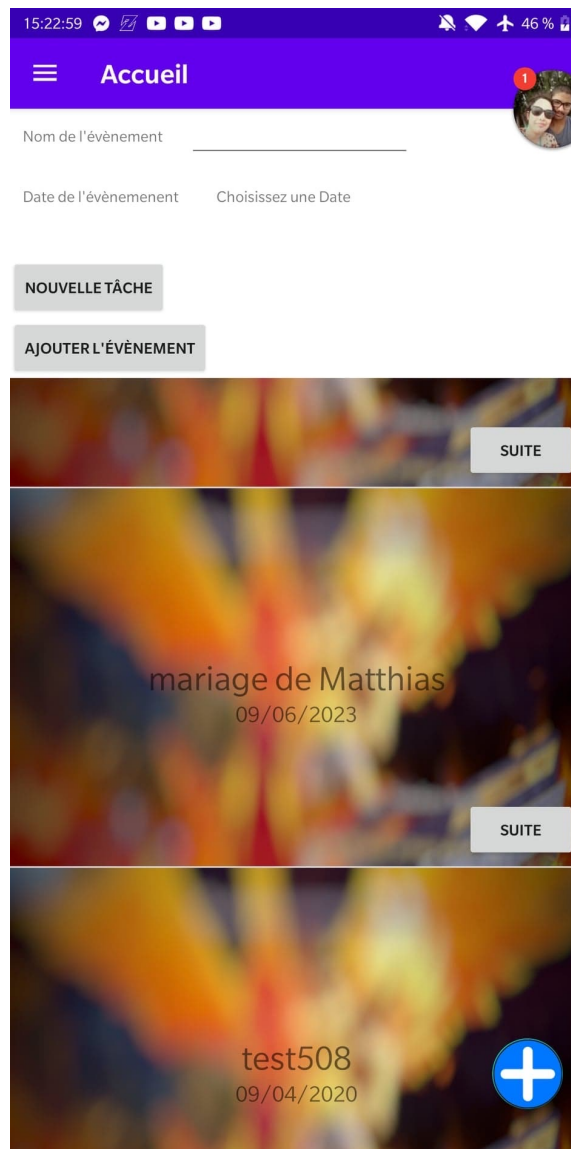 15:22:59 46 %
Accueil
1
Nom de l'évènement
Date de l'évènemenent Choisissez une Date
NOUVELLE TÂCHE
AJOUTER L'ÉVÈNEMENT
SUITE
mariage de Matthias
09/06/2023
SUITE
test508
09/04/2020